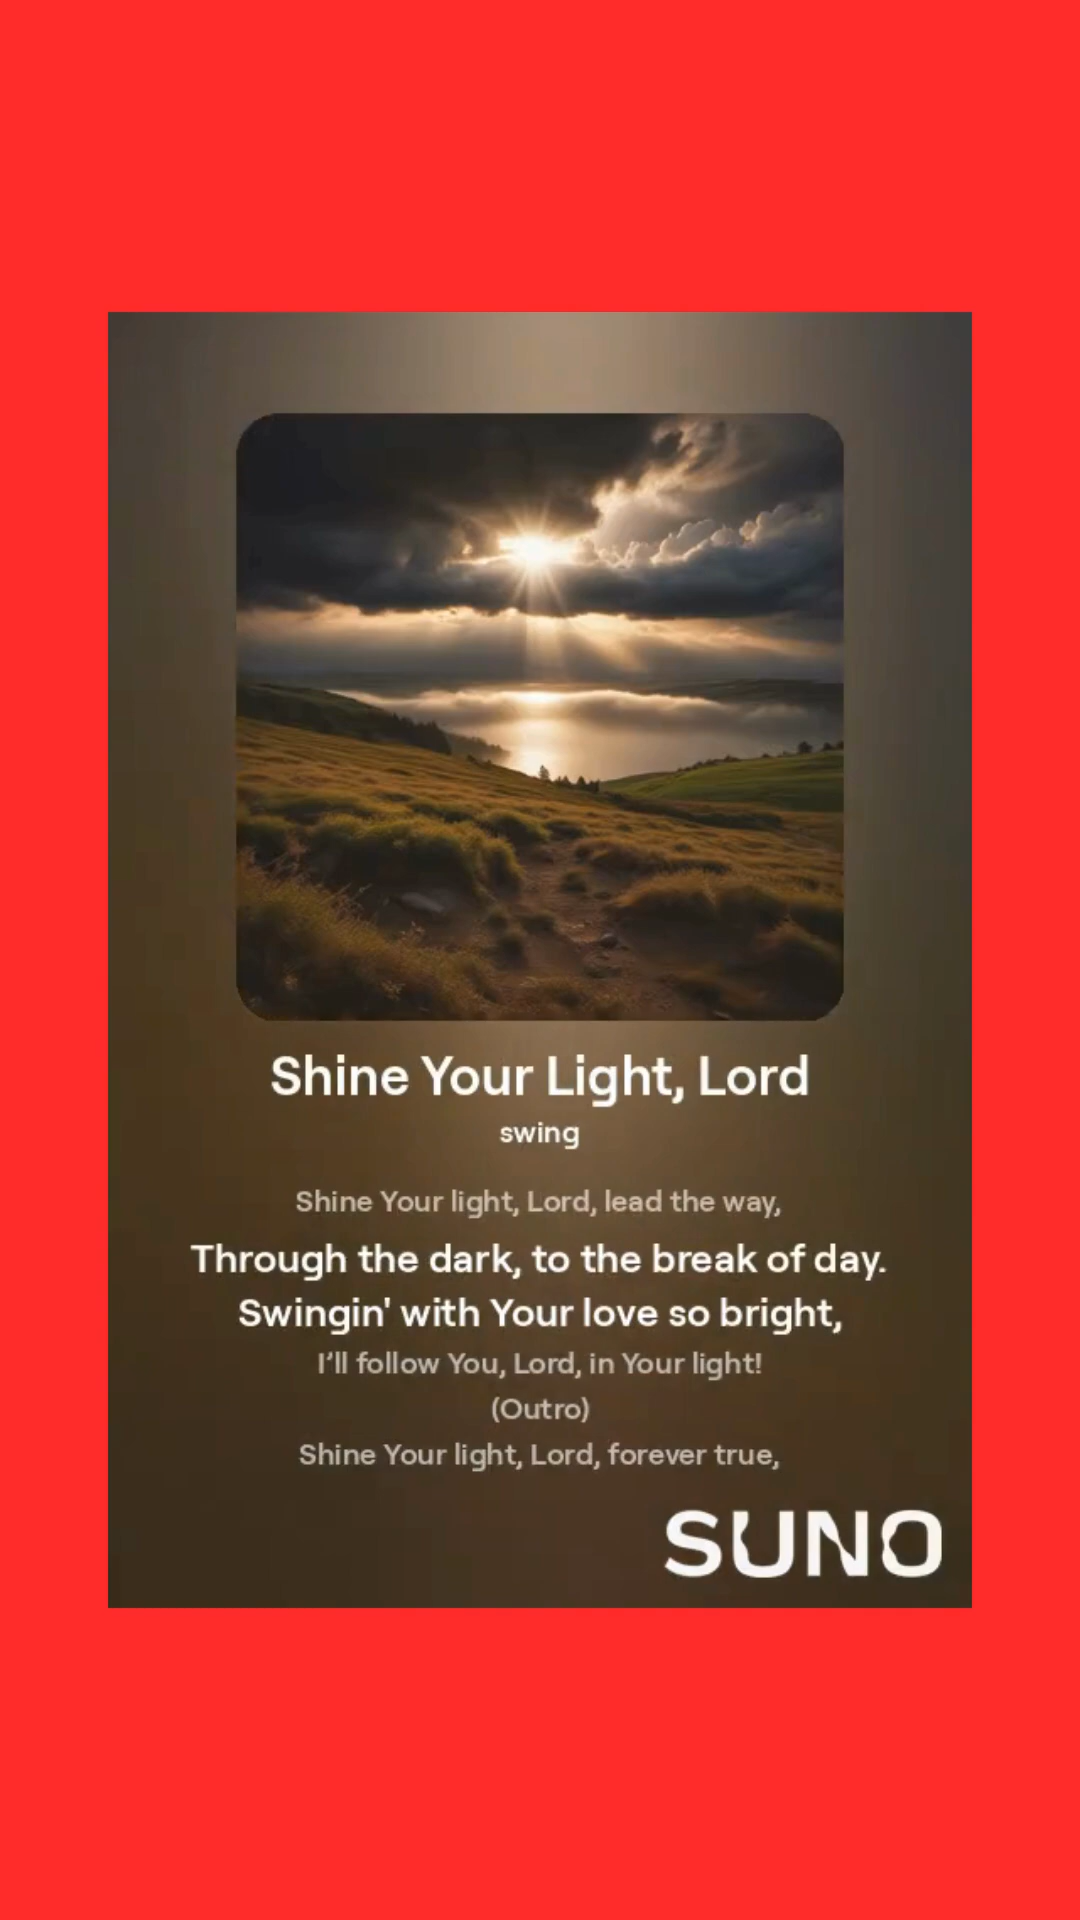 Shine Your Light, Lord
swing
Shine Your light, Lord, lead the way,
Through the dark, to the break of day.
Swingin' with Your love so bright,
I’ll follow You, Lord, in Your light!
(Outro)
Shine Your light, Lord, forever true,
SUNO